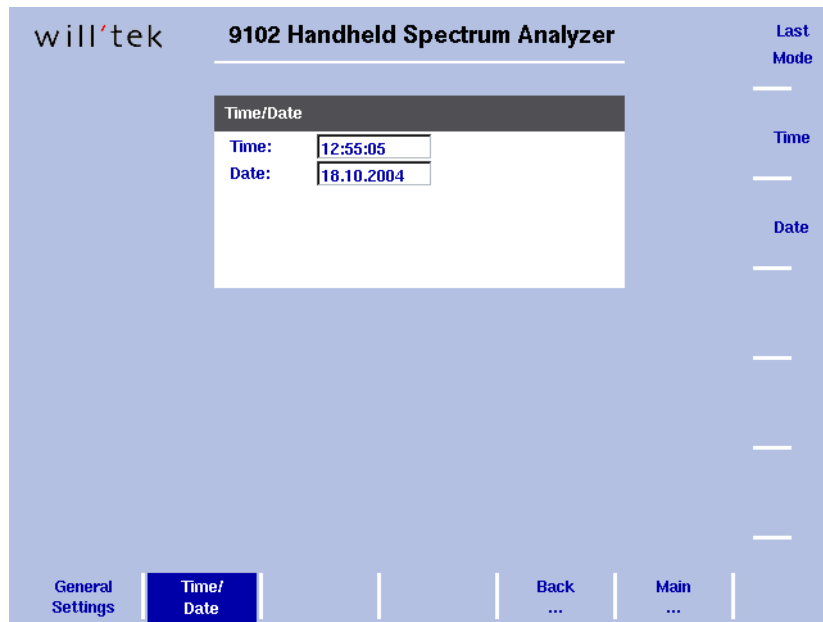 will'tek
9102 Handheld Spectrum Analyzer
Last
Mode
Time/Date
Time:
12:55:05
Date:
18.10.2004
Time
Date
General
Settings
Time/
Date
Back
...
Main
...